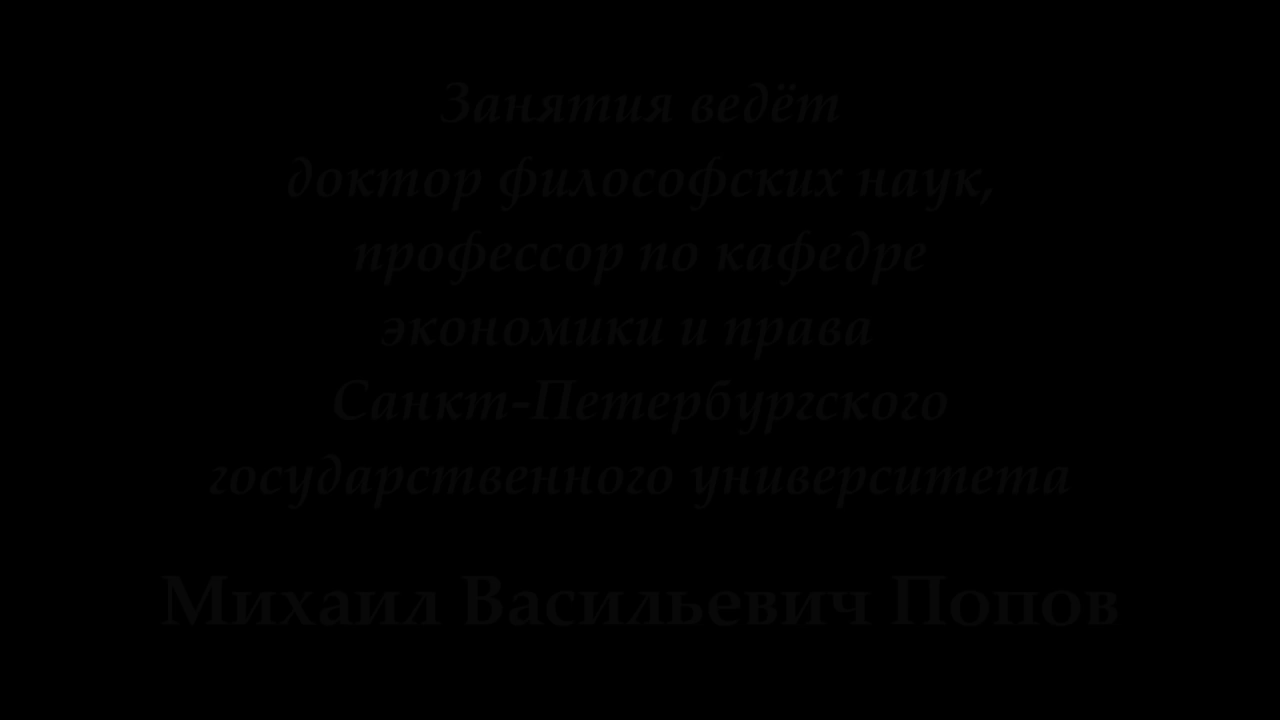 Занятия ведёт
доктор философских наук,
профессор по кафедре
экономики и права
Санкт-Петербургского
государственного университета
Михаил Васильевич Попов